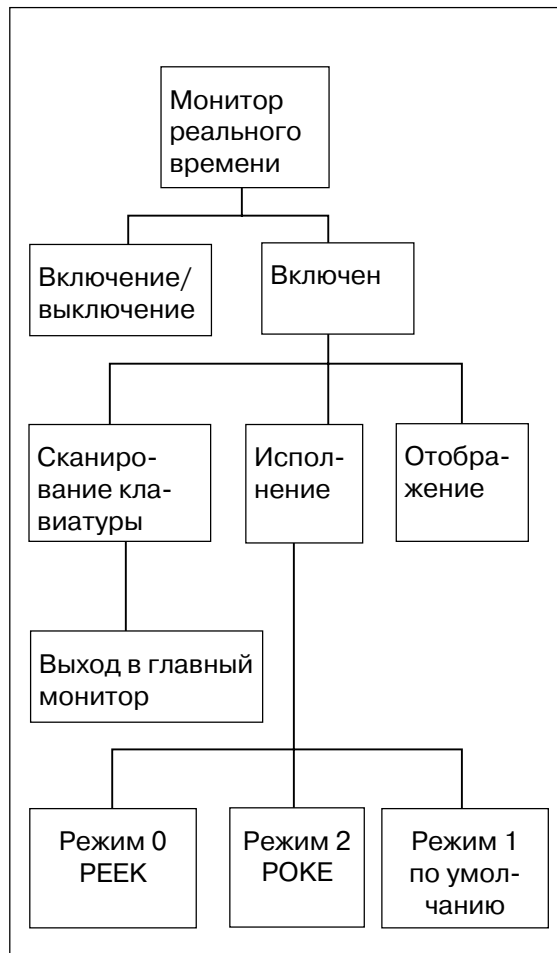 Монитор
реального
времени
Включение/
выключение
Включен
Сканиро-
вание кла-
виатуры
Испол-
нение
Отобра-
жение
Выход в главный
монитор
Режим 0
PEEK
Режим 2
POKE
Режим 1
по умол-
чанию